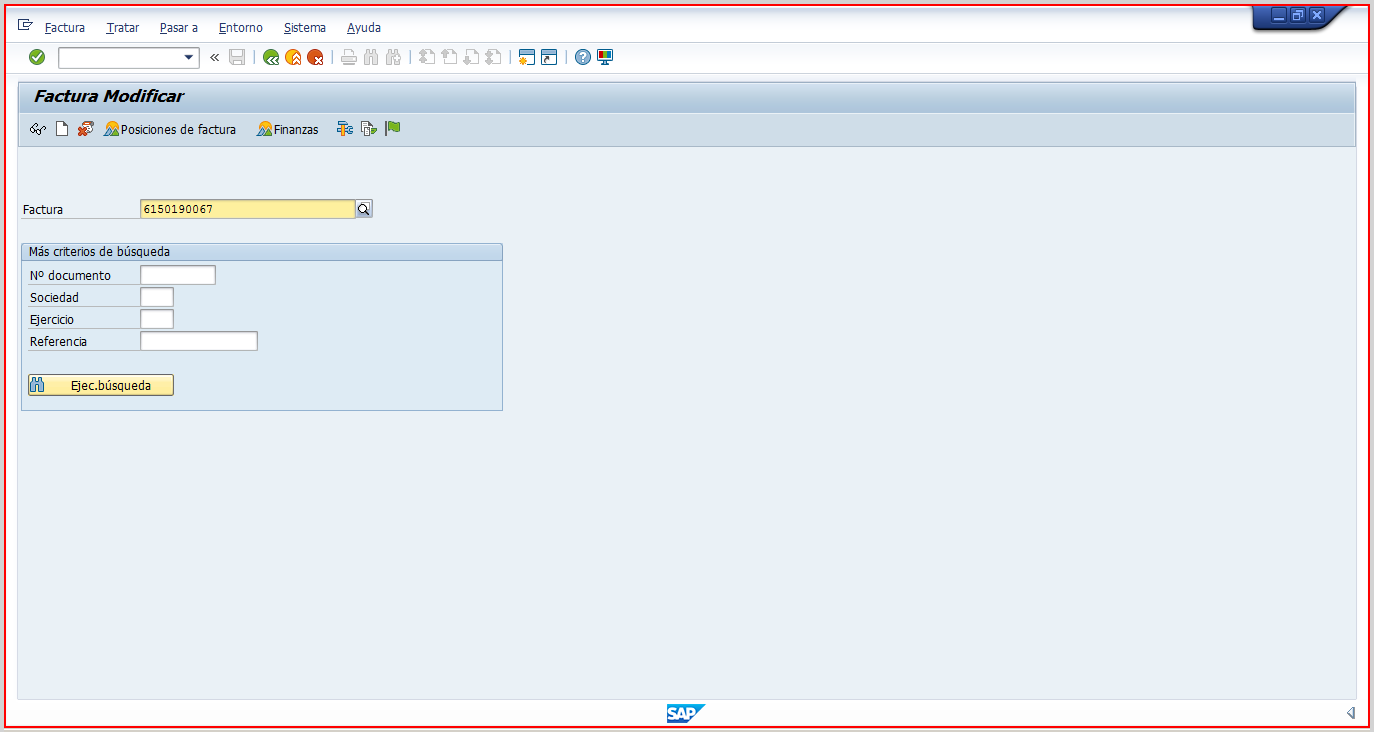 Factura Tratar Pasar a Entorno Sistema Ayuda
Factura Modificar
Posiciones de factura Finanzas
Factura 6150190067
Más criterios de búsqueda
Nº documento
Sociedad
Ejercicio
Referencia
Ejec.búsqueda
SAP